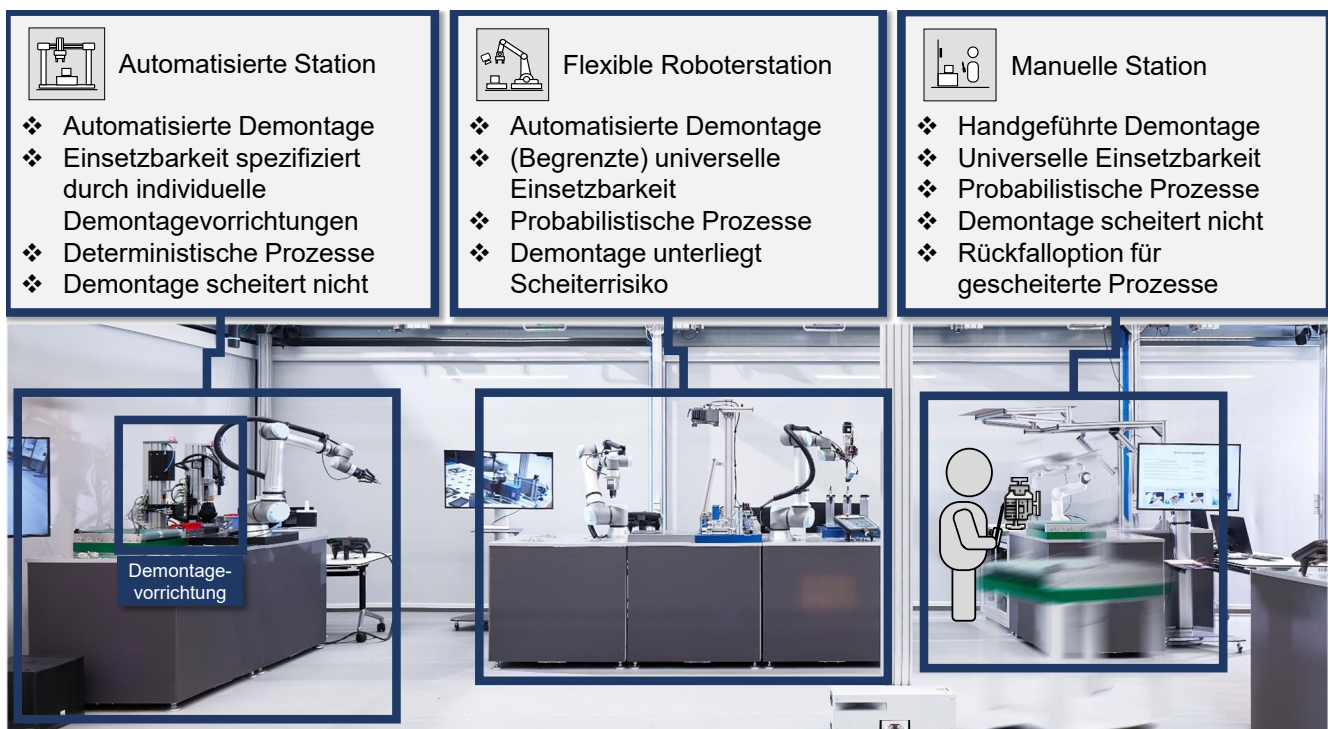 Automatisierte Station
❖ Automatisierte Demontage
❖ Einsetzbarkeit spezifiziert
durch individuelle
Demontagevorrichtungen
❖ Deterministische Prozesse
❖ Demontage scheitert nicht
Flexible Roboterstation
❖ Automatisierte Demontage
❖ (Begrenzte) universelle
Einsetzbarkeit
❖ Probabilistische Prozesse
❖ Demontage unterliegt
Scheiterrisiko
Manuelle Station
❖ Handgeführte Demontage
❖ Universelle Einsetzbarkeit
❖ Probabilistische Prozesse
❖ Demontage scheitert nicht
❖ Rückfalloption für
gescheiterte Prozesse
Demontage-
vorrichtung